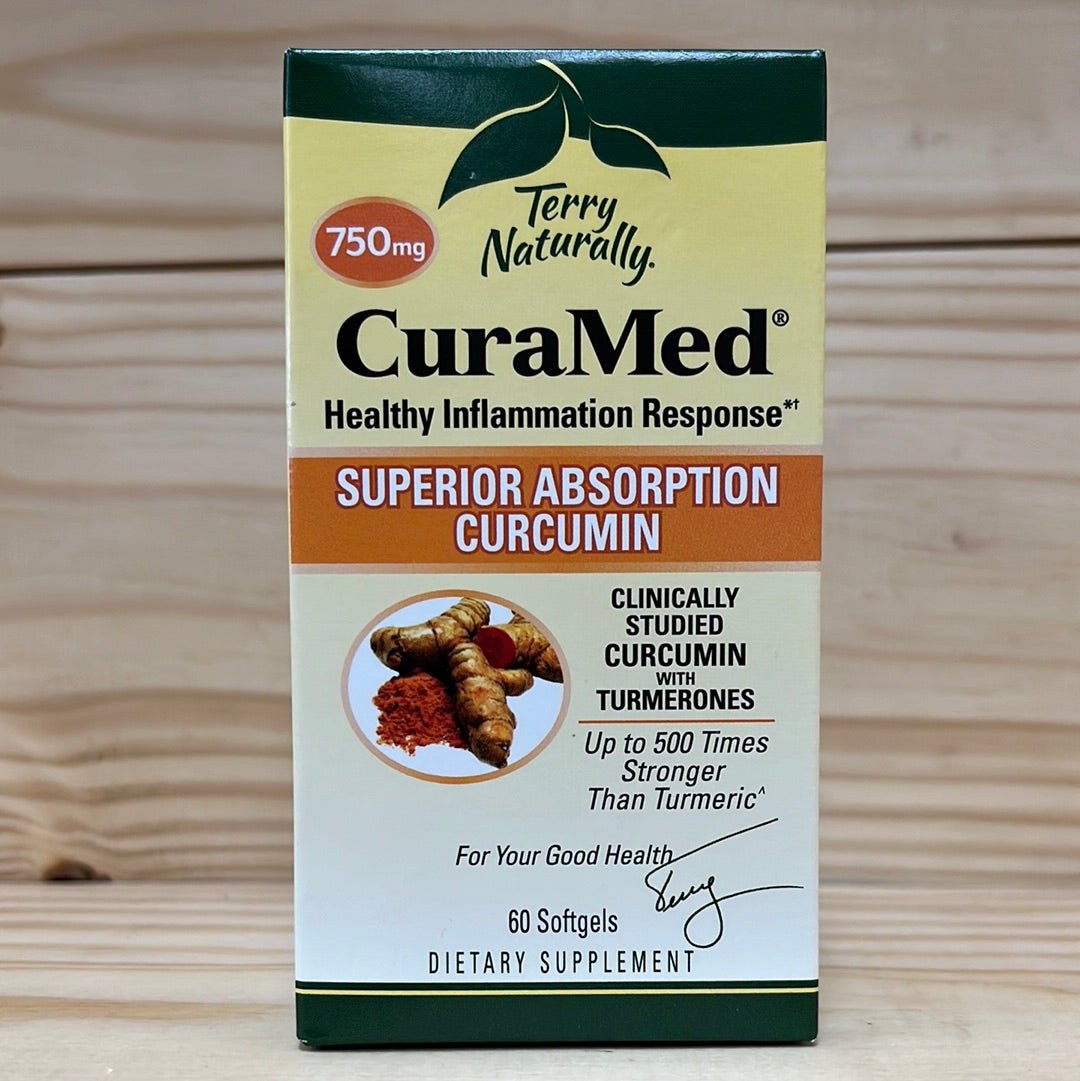 Terry
Naturally.
750mg
CuraMed®
Healthy Inflammation Response*†
SUPERIOR ABSORPTION
CURCUMIN
CLINICALLY
STUDIED
CURCUMIN
WITH
TURMERONES
Up to 500 Times
Stronger
Than Turmeric^
For Your Good Health
Terry
60 Softgels
DIETARY SUPPLEMENT